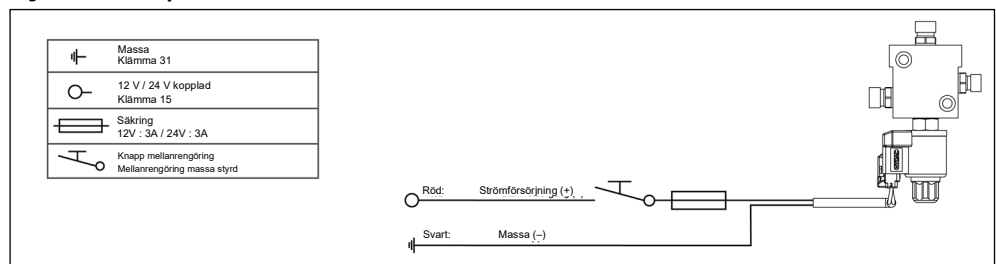 Massa
Klämma 31
12 V / 24 V kopplad
Klämma 15
Säkring
12V : 3A / 24V : 3A
Knapp mellanrengöring
Mellanrengöring massa styrd
Röd: Strömförsörjning (+)
Svart: Massa (–)